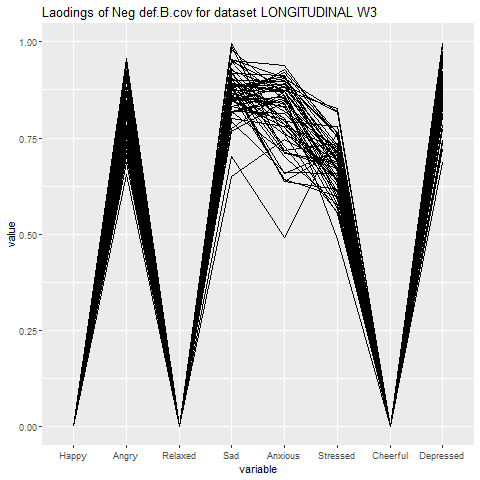 Laodings of Neg def.B.cov for dataset LONGITUDINAL W3
1.00
0.75
0.50
0.25
0.00
value
Happy Angry Relaxed Sad Anxious Stressed Cheerful Depressed
variable